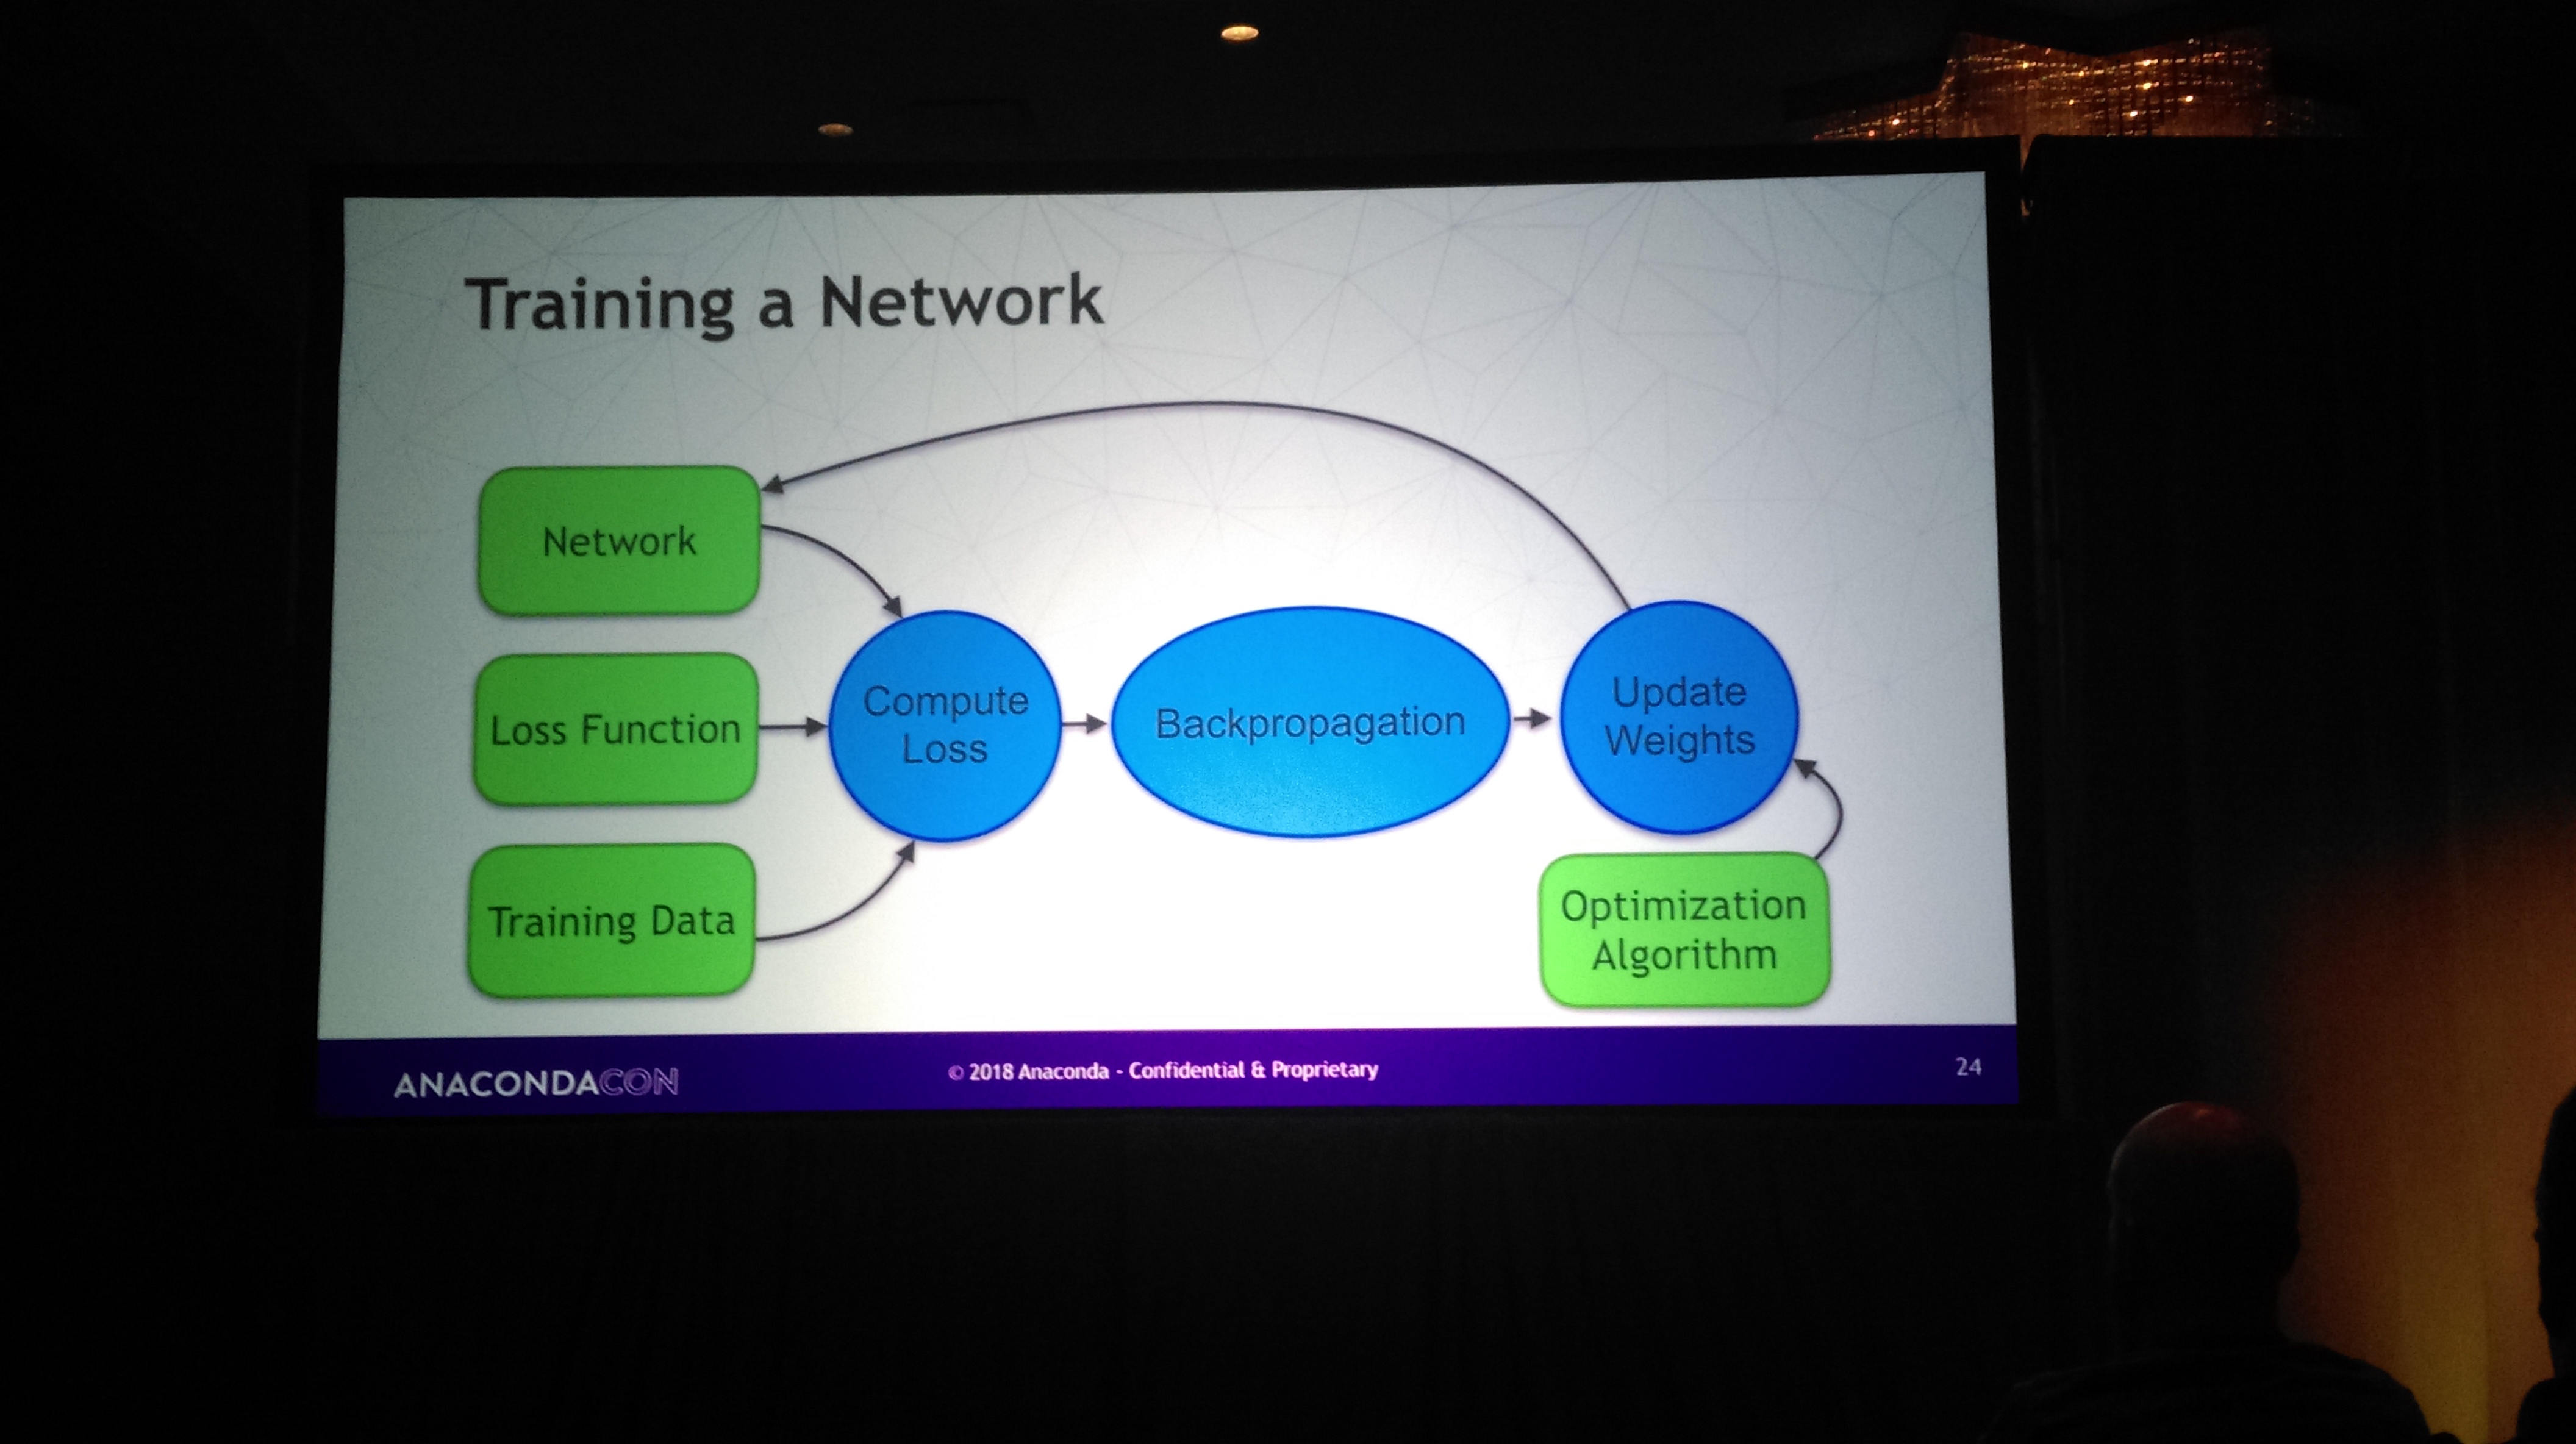 Training a Network
Network
Loss Function
Training Data
Compute
Loss
Backpropagation
Update
Weights
Optimization
Algorithm
ANACONDACON
© 2018 Anaconda - Confidential & Proprietary
24